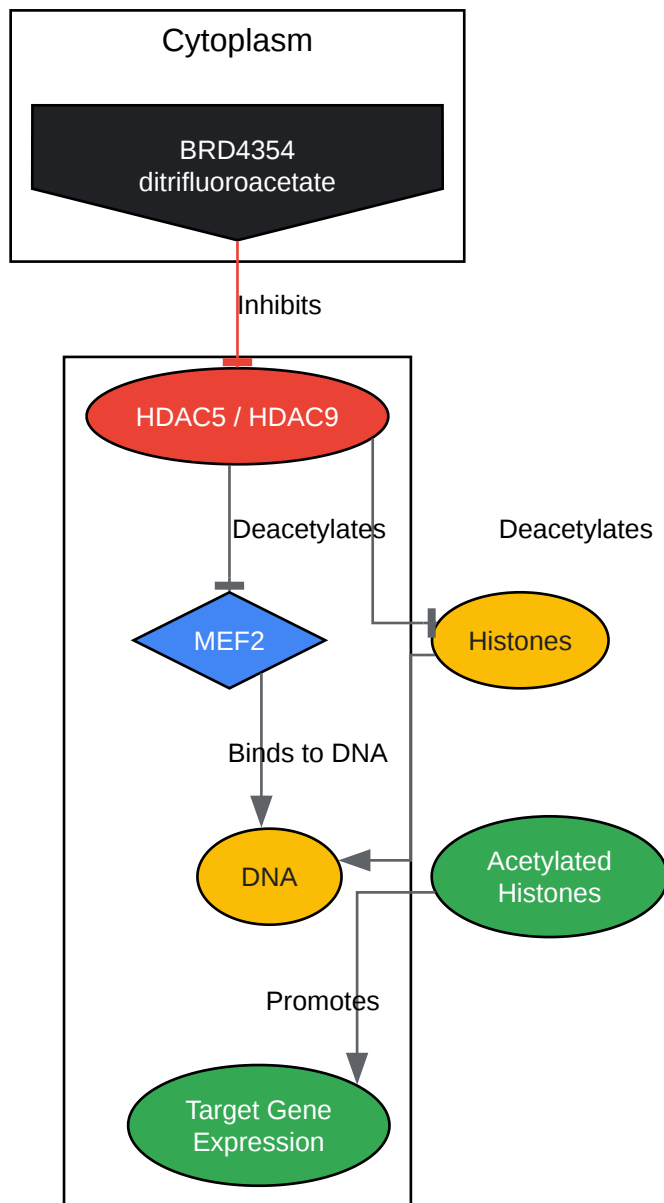 Cytoplasm
BRD4354
ditrifluoroacetate
Inhibits
HDAC5 / HDAC9
Deacetylates
Deacetylates
MEF2
Histones
Binds to DNA
DNA
Acetylated
Histones
Promotes
Target Gene
Expression